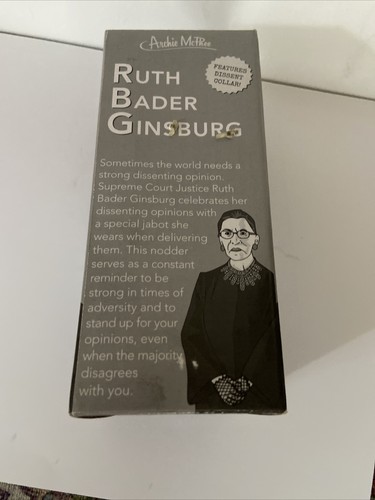 Archie McPhee
FEATURES
DISSENT
COLLAR!
RUTH
BADER
GINSBURG
Sometimes the world needs a
strong dissenting opinion.
Supreme Court Justice Ruth
Bader Ginsburg celebrates her
dissenting opinions with
a special jabot she
wears when delivering
them. This nodder
serves as a constant
reminder to be
strong in times of
adversity and to
stand up for your
opinions, even
when the majority
disagrees
with you.